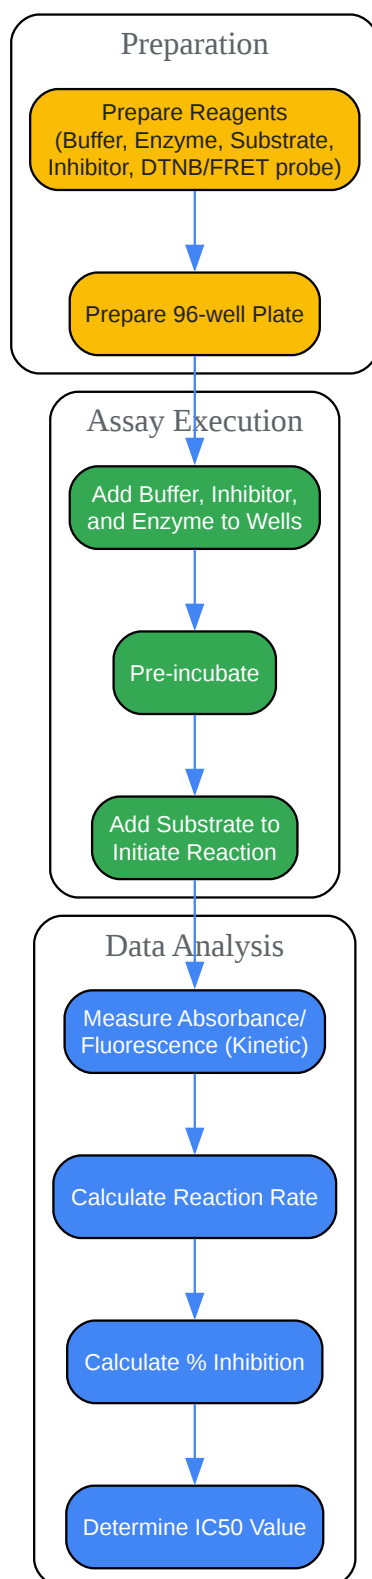 Preparation
Prepare Reagents
(Buffer, Enzyme, Substrate,
Inhibitor, DTNB/FRET probe)
Prepare 96-well Plate
Assay Execution
Add Buffer, Inhibitor,
and Enzyme to Wells
Pre-incubate
Add Substrate to
Initiate Reaction
Data Analysis
Measure Absorbance/
Fluorescence (Kinetic)
Calculate Reaction Rate
Calculate % Inhibition
Determine IC50 Value